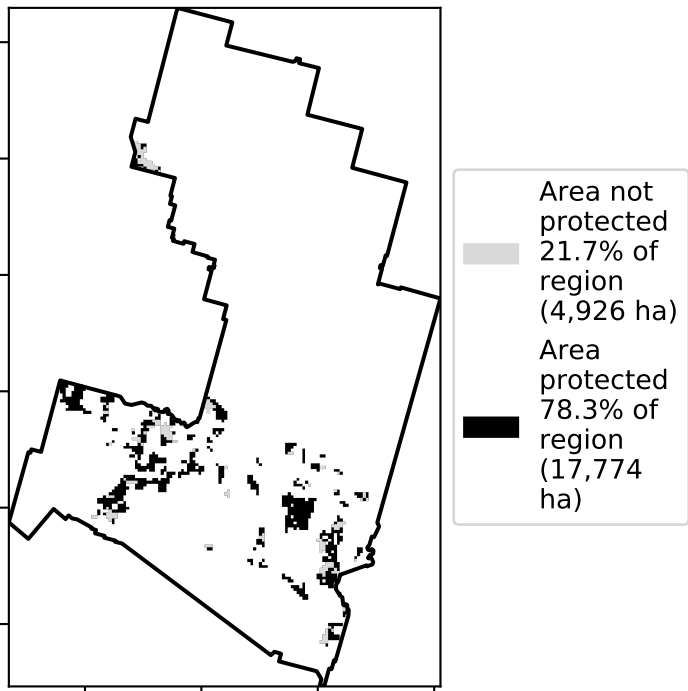 Area not
protected
21.7% of
region
(4,926 ha)
Area
protected
78.3% of
region
(17,774
ha)